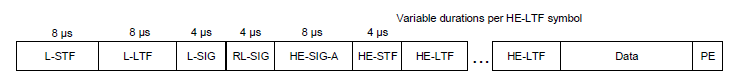 Variable durations per HE-LTF symbol
8 µs 8 µs 4 µs 4 µs 8 µs 4 µs
L-STF L-LTF L-SIG RL-SIG HE-SIG-A HE-STF HE-LTF ... HE-LTF Data PE